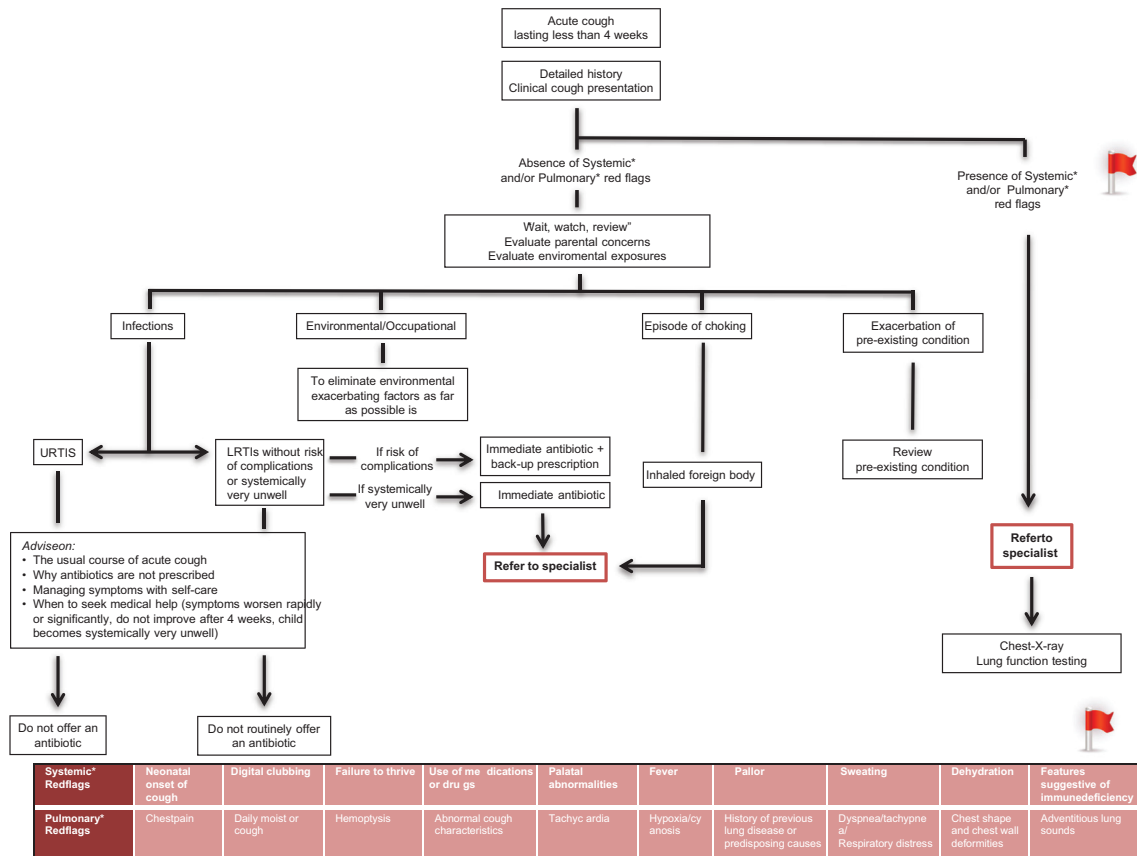 Acute cough
lasting less than 4 weeks
Detailed history
Clinical cough presentation
Absence of Systemic*
and/or Pulmonary* red flags
Presence of Systemic*
and/or Pulmonary*
red flags
Wait, watch, review"
Evaluate parental concerns
Evaluate enviromental exposures
Infections
Environmental/Occupational
Episode of choking
Exacerbation of
pre-existing condition
To eliminate environmental
exacerbating factors as far
as possible is
URTIS
LRTIs without risk
of complications
or systemically
very unwell
If risk of
complications
Immediate antibiotic +
back-up prescription
If systemically
very unwell
Immediate antibiotic
Inhaled foreign body
Review
pre-existing condition
Refer to specialist
Referto
specialist
Adviseon:
• The usual course of acute cough
• Why antibiotics are not prescribed
• Managing symptoms with self-care
• When to seek medical help (symptoms worsen rapidly
or significantly, do not improve after 4 weeks, child
becomes systemically very unwell)
Chest-X-ray
Lung function testing
Do not offer an
antibiotic
Do not routinely offer
an antibiotic
Systemic*
Redflags
Neonatal
onset of
cough
Digital clubbing
Failure to thrive
Use of me dications
or dru gs
Palatal
abnormalities
Fever
Pallor
Sweating
Dehydration
Features
suggestive of
immunedeficiency
Pulmonary*
Redflags
Chestpain
Daily moist or
cough
Hemoptysis
Abnormal cough
characteristics
Tachyc ardia
Hypoxia/cy
anosis
History of previous
lung disease or
predisposing causes
Dyspnea/tachypne
a/
Respiratory distress
Chest shape
and chest wall
deformities
Adventitious lung
sounds